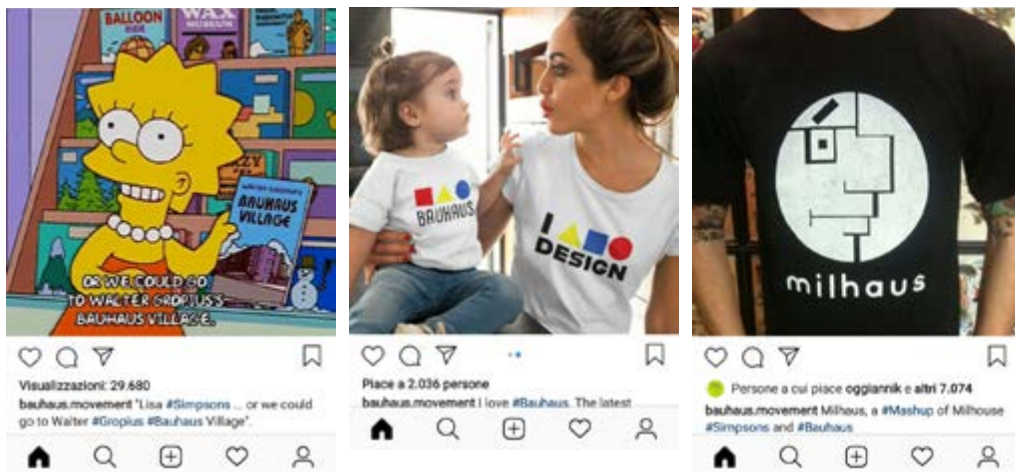 BALLOON
WAX
MUSEUM
WALTER GROPIUS'S
BAUHAUS
VILLAGE
OR WE COULD GO
TO WALTER GROPIUS'S
BAUHAUS VILLAGE.
Visualizzazioni: 29.680
bauhaus.movement "Lisa #Simpsons ... or we could
go to Walter #Gropius #Bauhaus Village".
BAUHAUS
I
DESIGN
Piace a 2.036 persone
bauhaus.movement I love #Bauhaus. The latest
milhaus
Persone a cui piace oggiannik e altri 7.074
bauhaus.movement Milhaus, a #Mashup of Milhouse
#Simpsons and #Bauhaus